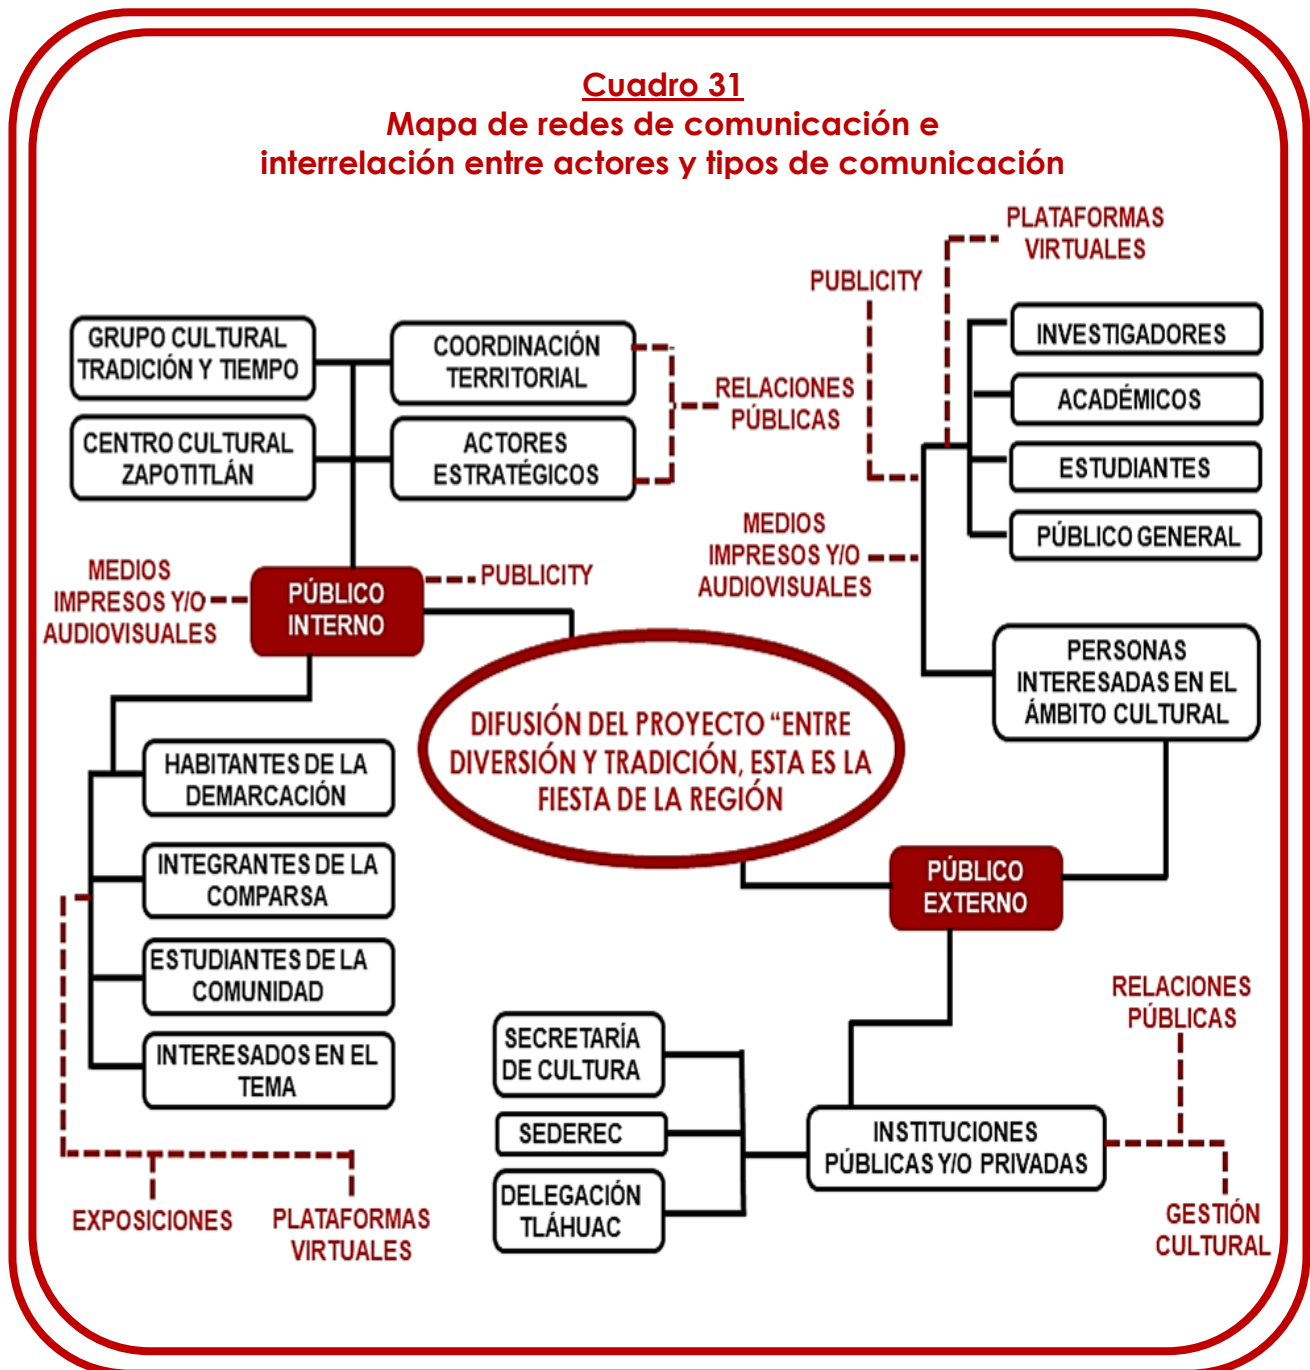 Cuadro 31
Mapa de redes de comunicación e
interrelación entre actores y tipos de comunicación
PLATAFORMAS
VIRTUALES
PUBLICITY
GRUPO CULTURAL
TRADICIÓN Y TIEMPO
COORDINACIÓN
TERRITORIAL
CENTRO CULTURAL
ZAPOTITLÁN
ACTORES
ESTRATÉGICOS
RELACIONES
PÚBLICAS
INVESTIGADORES
ACADÉMICOS
ESTUDIANTES
PÚBLICO GENERAL
MEDIOS
IMPRESOS Y/O
AUDIOVISUALES
MEDIOS
IMPRESOS Y/O
AUDIOVISUALES
PÚBLICO
INTERNO
PUBLICITY
PERSONAS
INTERESADAS EN EL
ÁMBITO CULTURAL
DIFUSIÓN DEL PROYECTO “ENTRE
DIVERSIÓN Y TRADICIÓN, ESTA ES LA
FIESTA DE LA REGIÓN
HABITANTES DE LA
DEMARCACIÓN
INTEGRANTES DE LA
COMPARSA
ESTUDIANTES DE LA
COMUNIDAD
INTERESADOS EN EL
TEMA
EXPOSICIONES
PLATAFORMAS
VIRTUALES
PÚBLICO
EXTERNO
SECRETARÍA
DE CULTURA
SEDEREC
DELEGACIÓN
TLÁHUAC
INSTITUCIONES
PÚBLICAS Y/O PRIVADAS
RELACIONES
PÚBLICAS
GESTIÓN
CULTURAL